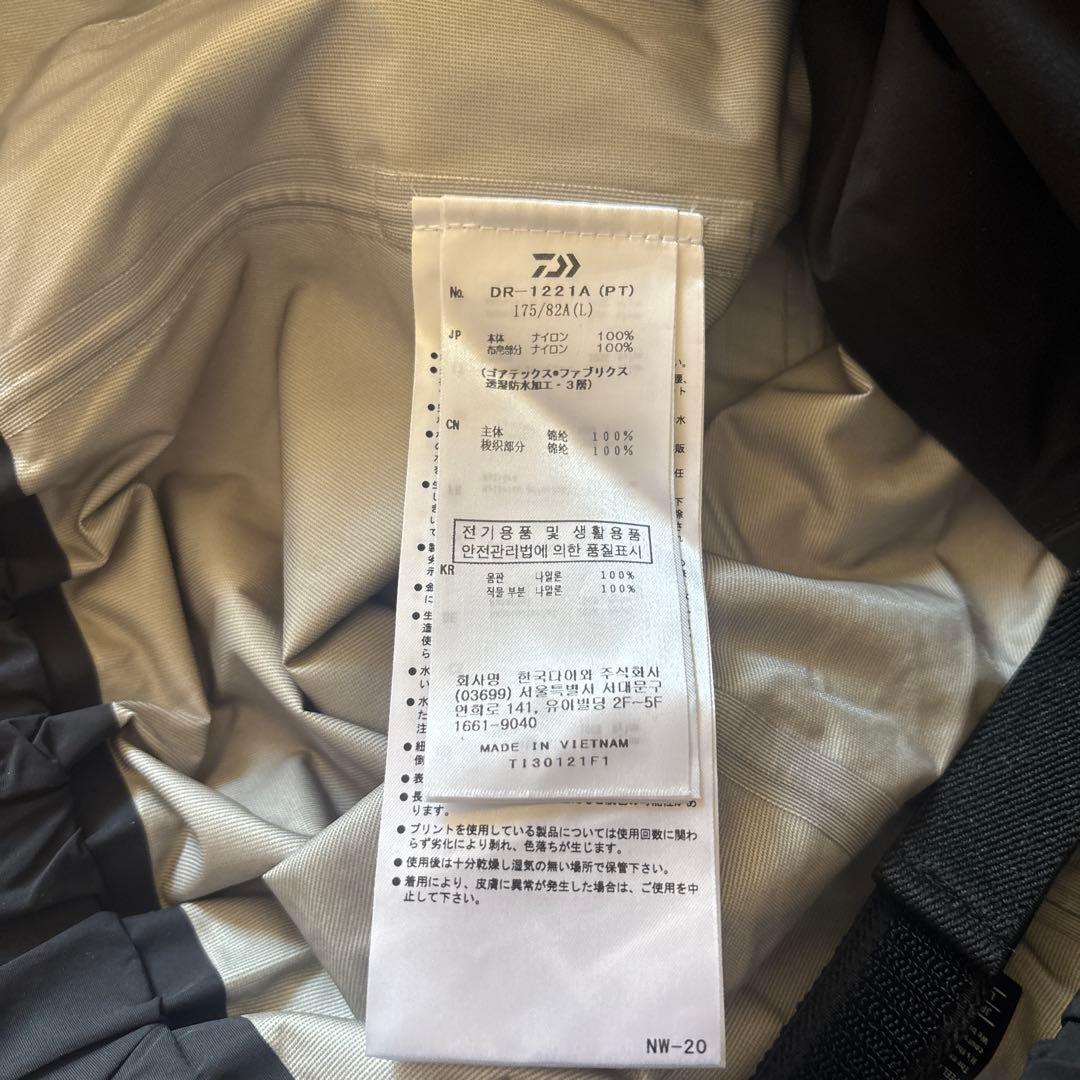 No. DR-1221A (PT)
175/82A(L)
JP 本体 ナイロン 100%
布帛部分 ナイロン 100%
(ゴアテックス®ファブリクス
透湿防水加工-3層)
CN 主体 锦纶 100%
梭织部分 锦纶 100%
전기용품 및 생활용품
안전관리법에 의한 품질표시
KR 몸판 나일론 100%
직물 부분 나일론 100%
회사명 한국다이와 주식회사
(03699) 서울특별시 서대문구
연희로 141, 유아빌딩 2F~5F
1661-9040
MADE IN VIETNAM
TI30121F1
ります。
●プリントを使用している製品については使用回数に関わ
らず劣化により剥れ、色落ちが生じます。
●使用後は十分乾燥し湿気の無い場所で保管下さい。
●着用により、皮膚に異常が発生した場合は、ご使用を中
止して下さい。
NW-20